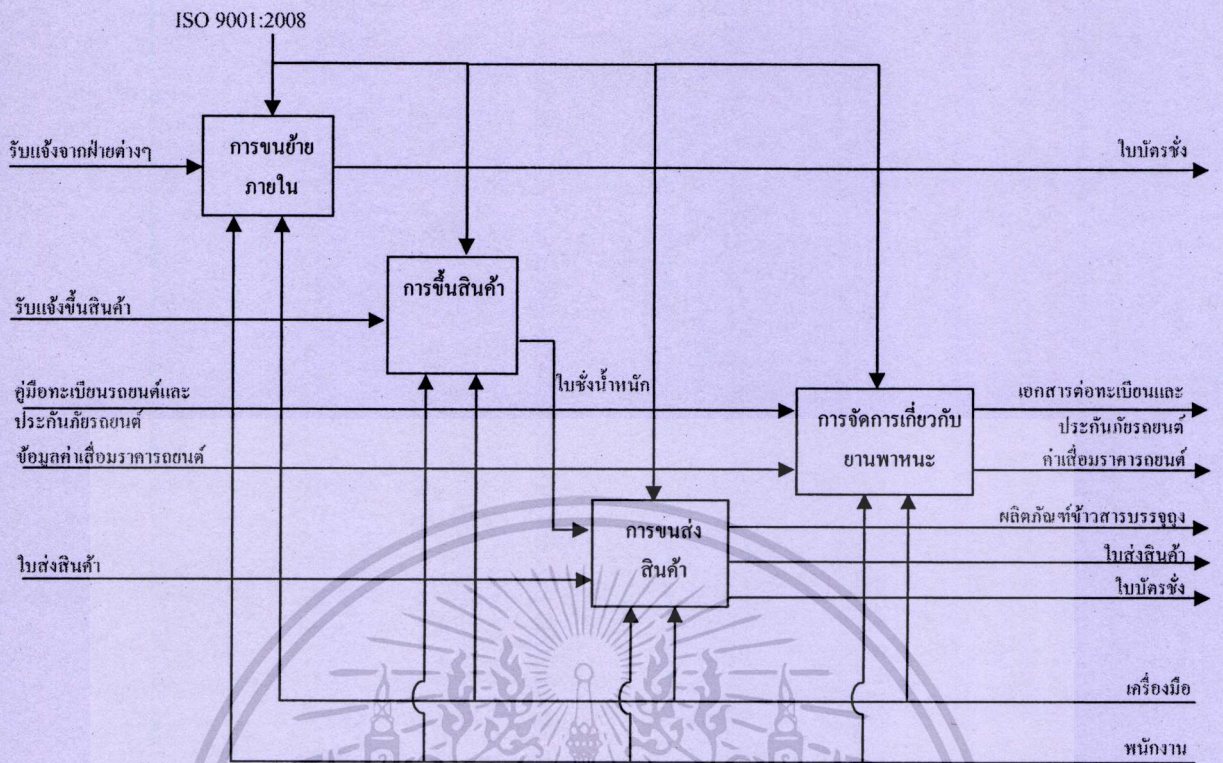 ISO 9001:2008
รับแจ้งจากฝ่ายต่างๆ
การขนย้าย
ภายใน
ใบบัตรชั่ง
รับแจ้งขึ้นสินค้า
การขึ้นสินค้า
ใบชั่งน้ำหนัก
คู่มือทะเบียนรถยนต์และ
ประกันภัยรถยนต์
ข้อมูลค่าเสื่อมราคารถยนต์
การจัดการเกี่ยวกับ
ยานพาหนะ
เอกสารต่อทะเบียนและ
ประกันภัยรถยนต์
ค่าเสื่อมราคารถยนต์
ใบส่งสินค้า
การขนส่ง
สินค้า
ผลิตภัณฑ์ข้าวสารบรรจุถุง
ใบส่งสินค้า
ใบบัตรชั่ง
เครื่องมือ
พนักงาน